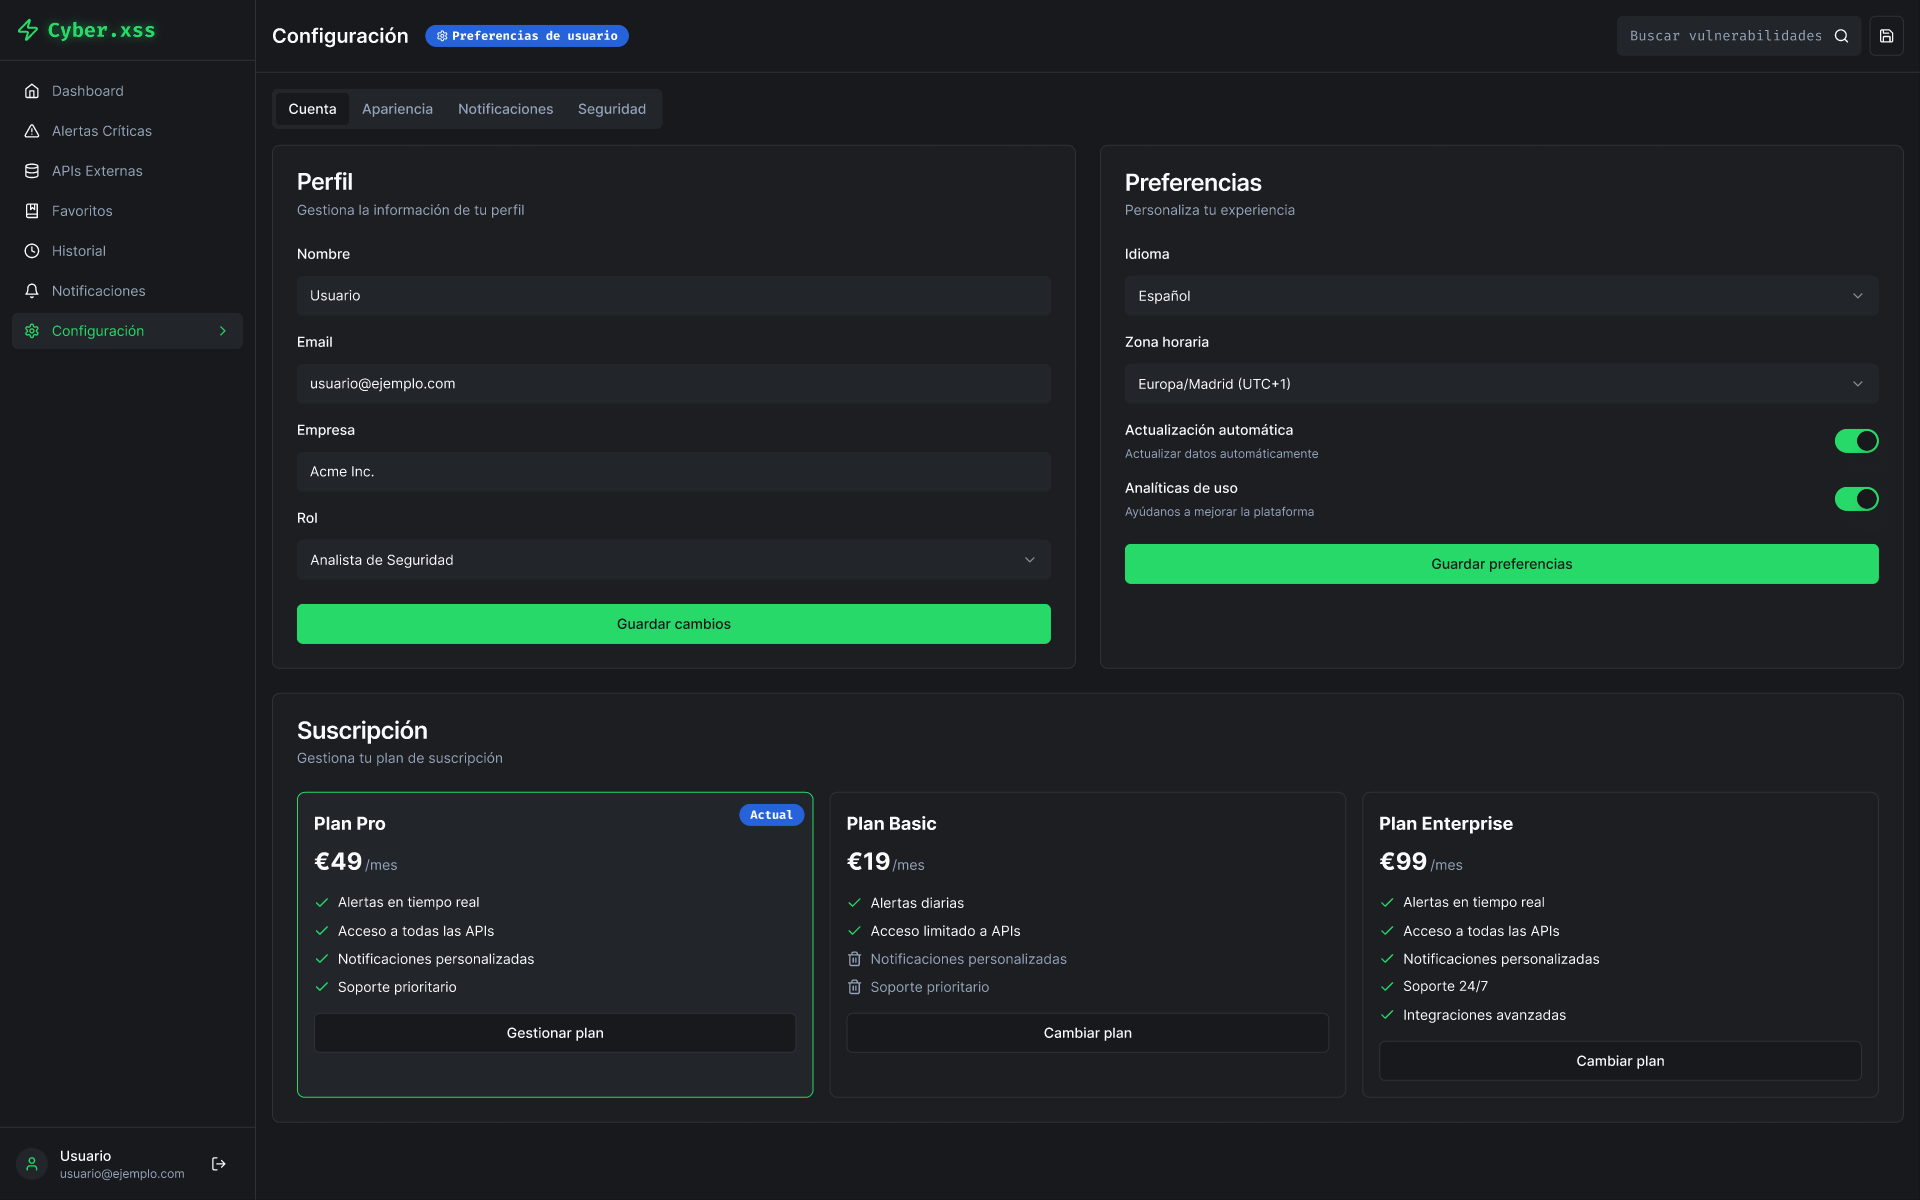 Cyber.xss
Dashboard
Alertas Críticas
APIs Externas
Favoritos
Historial
Notificaciones
Configuración
Usuario
usuario@ejemplo.com
Configuración
Preferencias de usuario
Buscar vulnerabilidades
Cuenta
Apariencia
Notificaciones
Seguridad
Perfil
Gestiona la información de tu perfil
Nombre
Usuario
Email
usuario@ejemplo.com
Empresa
Acme Inc.
Rol
Analista de Seguridad
Guardar cambios
Preferencias
Personaliza tu experiencia
Idioma
Español
Zona horaria
Europa/Madrid (UTC+1)
Actualización automática
Actualizar datos automáticamente
Analíticas de uso
Ayúdanos a mejorar la plataforma
Guardar preferencias
Suscripción
Gestiona tu plan de suscripción
Plan Pro
Actual
€49 /mes
Alertas en tiempo real
Acceso a todas las APIs
Notificaciones personalizadas
Soporte prioritario
Gestionar plan
Plan Basic
€19 /mes
Alertas diarias
Acceso limitado a APIs
Notificaciones personalizadas
Soporte prioritario
Cambiar plan
Plan Enterprise
€99 /mes
Alertas en tiempo real
Acceso a todas las APIs
Notificaciones personalizadas
Soporte 24/7
Integraciones avanzadas
Cambiar plan